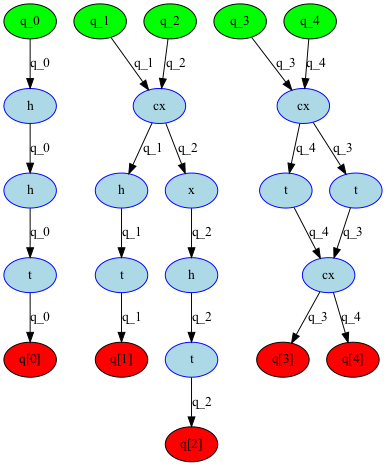 q_0 q_1 q_2 q_3 q_4
q_0 q_1 q_2 q_3 q_4
h cx cx
q_0 q_1 q_2 q_4 q_3
h h x t t
q_0 q_1 q_2 q_4 q_3
t t h cx
q_0 q_1 q_2 q_3 q_4
q[0] q[1] t q[3] q[4]
q_2
q[2]